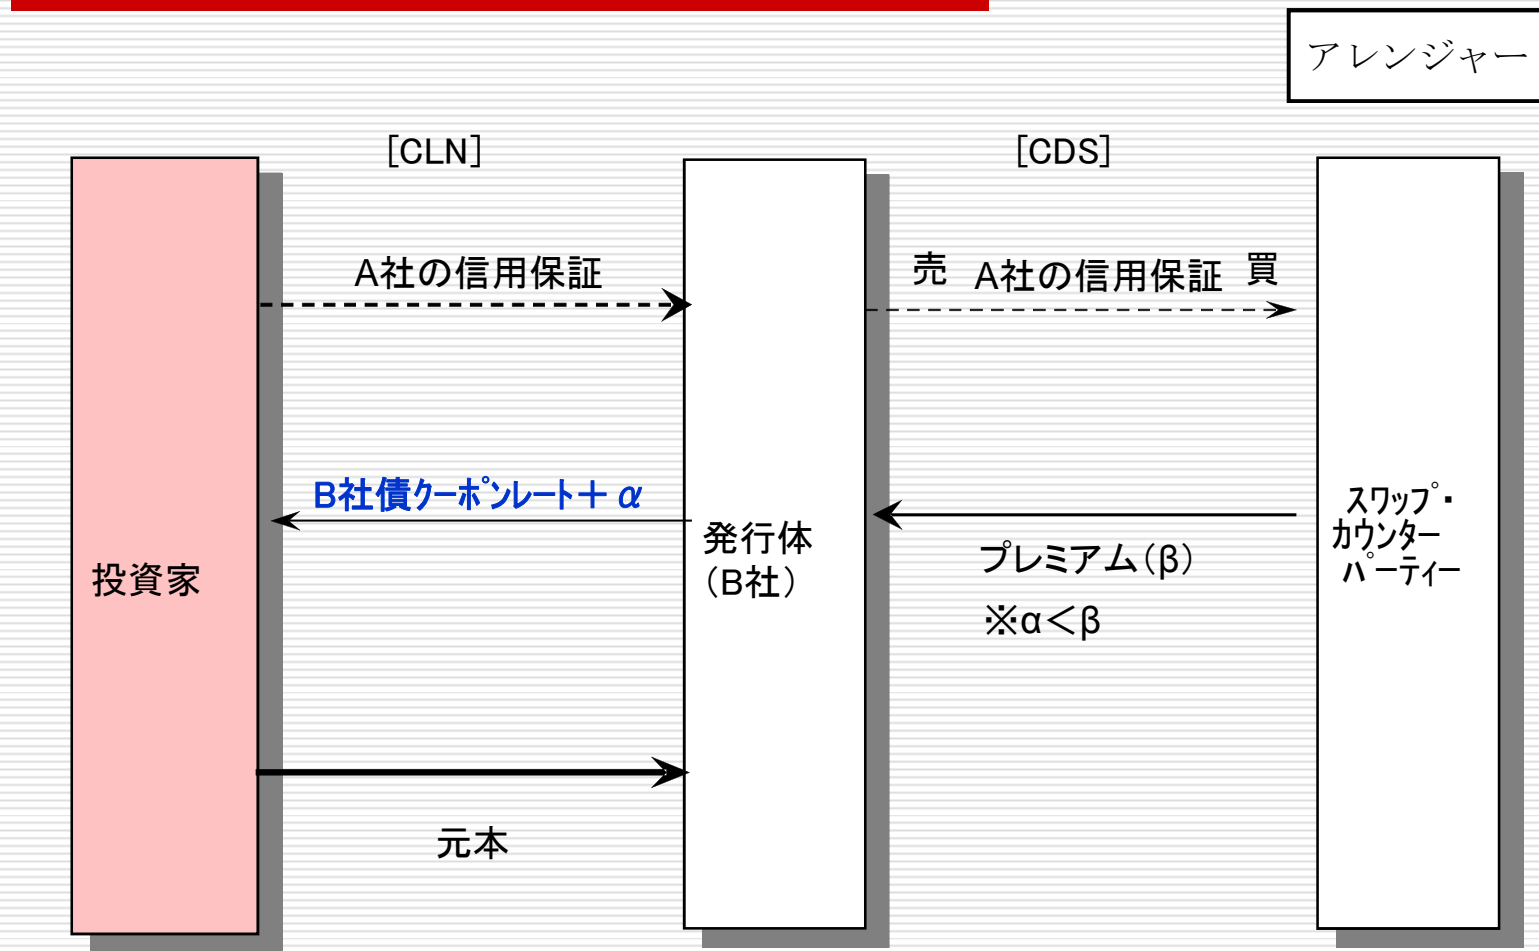 アレンジャー
[CLN]
[CDS]
A社の信用保証
売 A社の信用保証 買
B社債クーポンレート+α
投資家
発行体
(B社)
プレミアム(β)
※α<β
スワップ・
カウンター
パーティー
元本